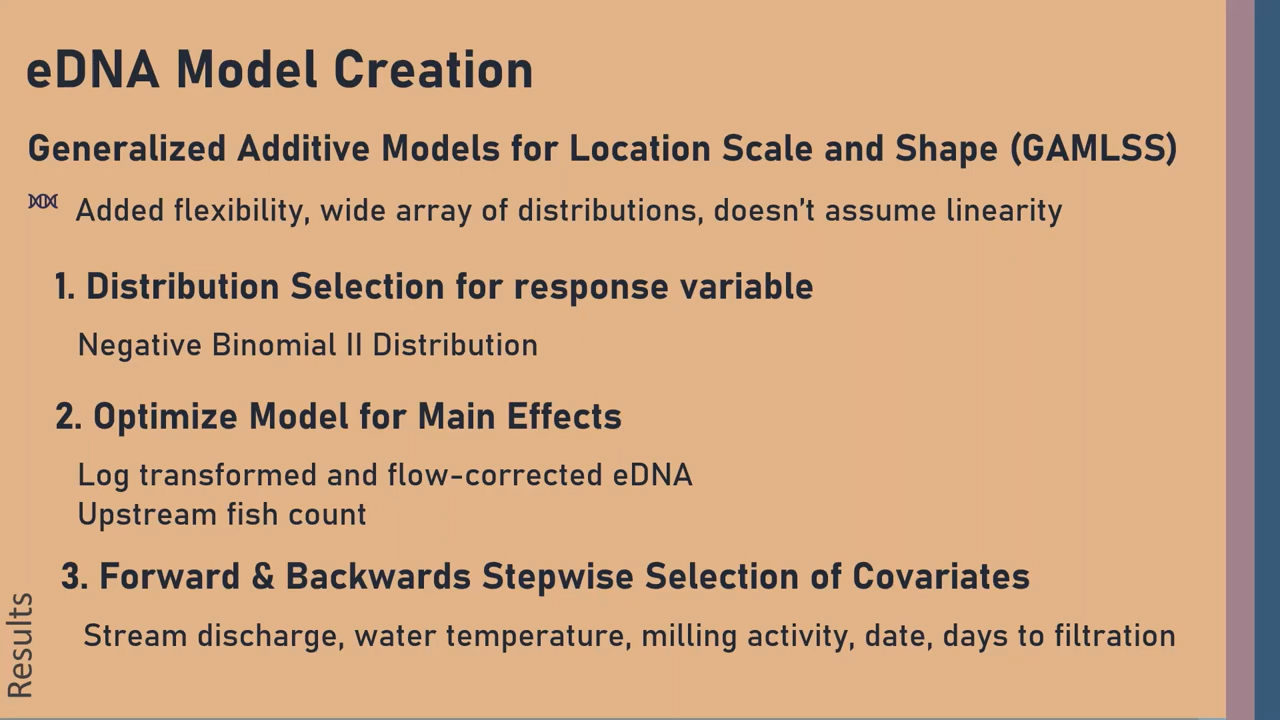 eDNA Model Creation
Generalized Additive Models for Location Scale and Shape (GAMLSS)
Added flexibility, wide array of distributions, doesn't assume linearity
1. Distribution Selection for response variable
Negative Binomial II Distribution
2. Optimize Model for Main Effects
Log transformed and flow-corrected eDNA
Upstream fish count
3. Forward & Backwards Stepwise Selection of Covariates
Stream discharge, water temperature, milling activity, date, days to filtration
Results